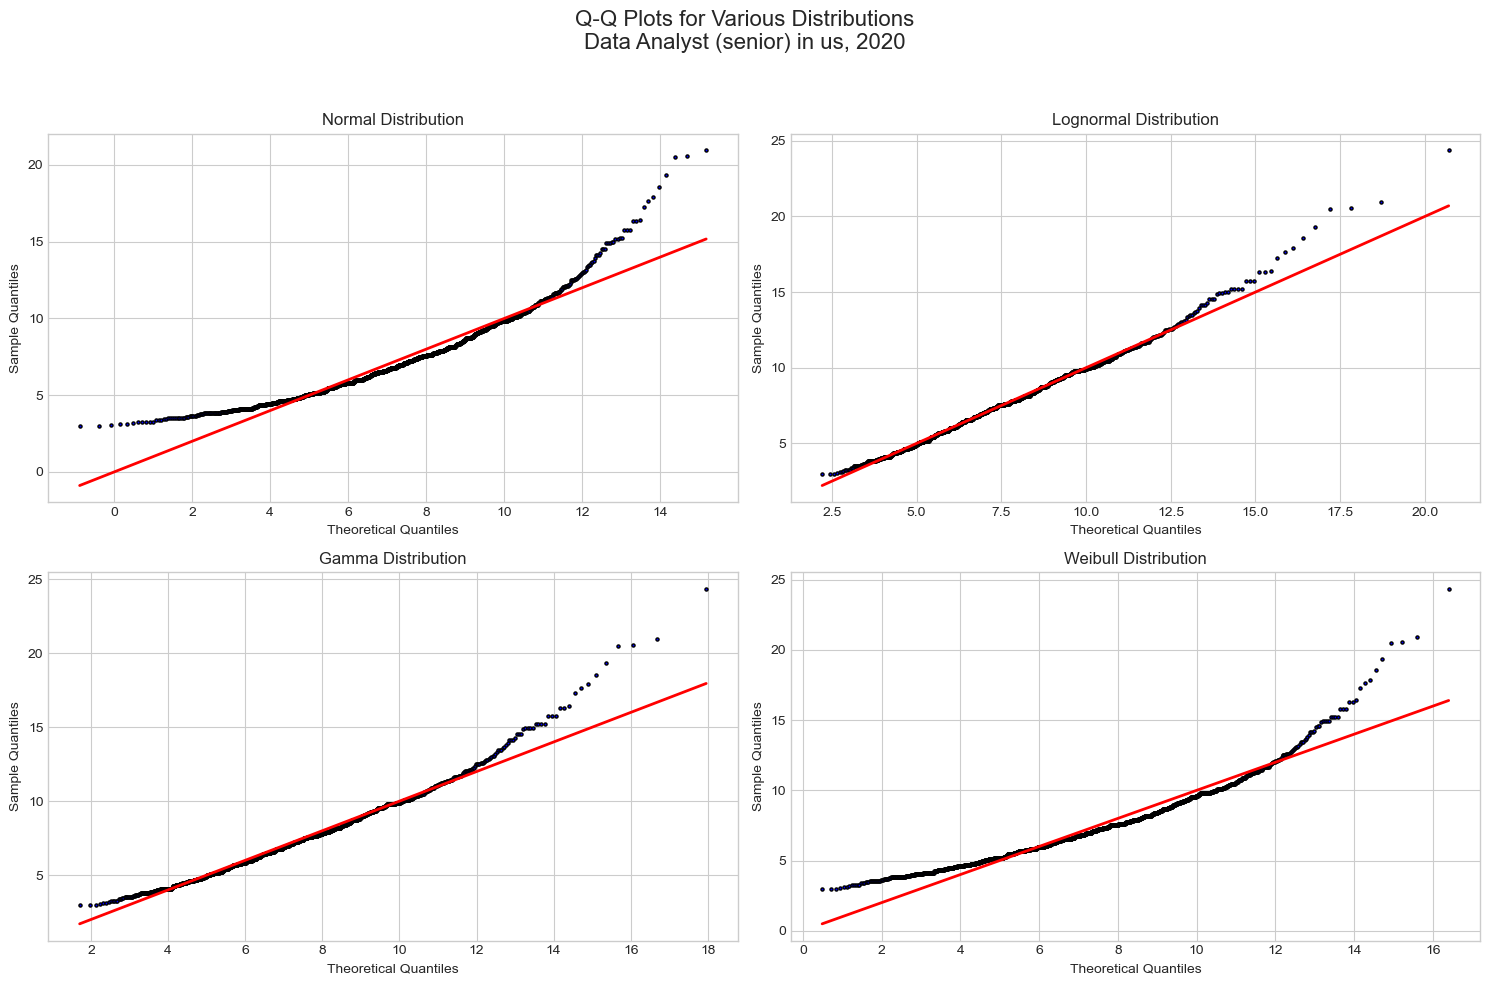 Q-Q Plots for Various Distributions
Data Analyst (senior) in us, 2020
Normal Distribution
Sample Quantiles
20
15
10
5
0
0 2 4 6 8 10 12 14
Theoretical Quantiles
Lognormal Distribution
Sample Quantiles
25
20
15
10
5
2.5 5.0 7.5 10.0 12.5 15.0 17.5 20.0
Theoretical Quantiles
Gamma Distribution
Sample Quantiles
25
20
15
10
5
2 4 6 8 10 12 14 16 18
Theoretical Quantiles
Weibull Distribution
Sample Quantiles
25
20
15
10
5
0
0 2 4 6 8 10 12 14 16
Theoretical Quantiles